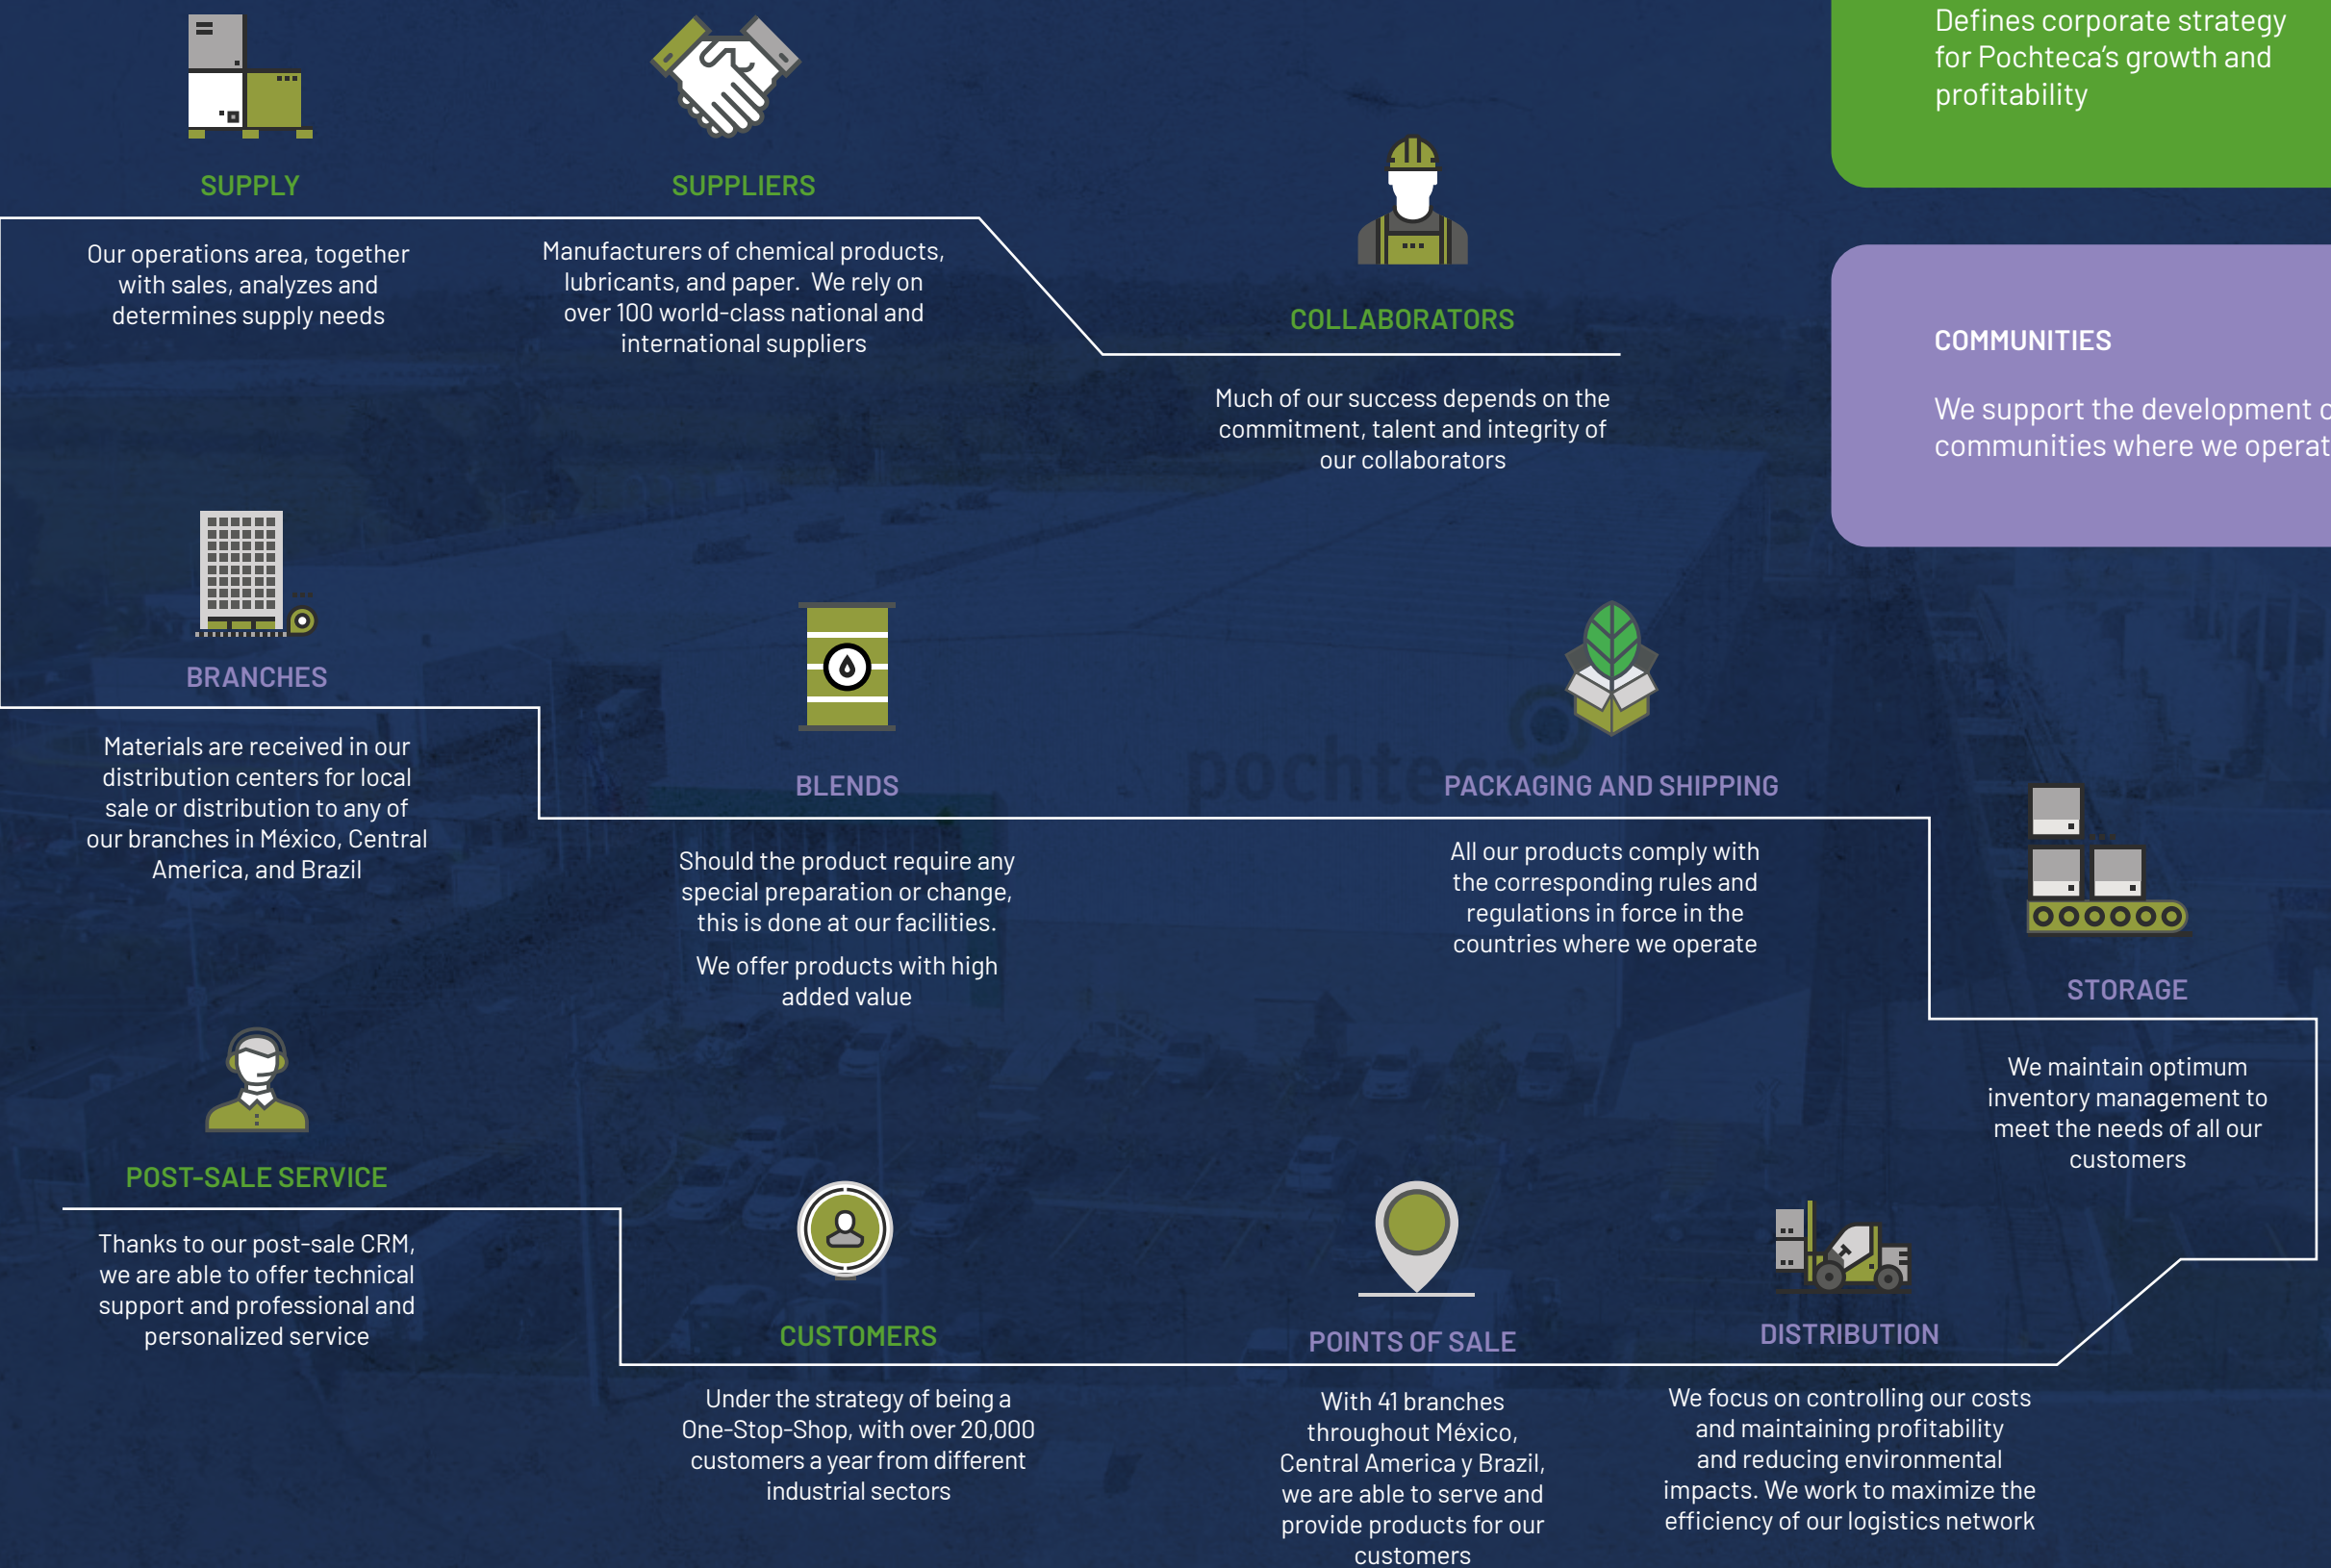 Defines corporate strategy
for Pochteca's growth and
profitability
SUPPLY
Our operations area, together
with sales, analyzes and
determines supply needs
SUPPLIERS
Manufacturers of chemical products,
lubricants, and paper. We rely on
over 100 world-class national and
international suppliers
COLLABORATORS
Much of our success depends on the
commitment, talent and integrity of
our collaborators
COMMUNITIES
We support the development
communities where we
BRANCHES
Materials are received in our
distribution centers for local
sale or distribution to any of
our branches in México, Central
America, and Brazil
BLENDS
Should the product require any
special preparation or change,
this is done at our facilities.
We offer products with high
added value
pochteca
PACKAGING AND SHIPPING
All our products comply with
the corresponding rules and
regulations in force in the
countries where we operate
STORAGE
We maintain optimum
inventory management to
meet the needs of all our
customers
POST-SALE SERVICE
Thanks to our post-sale CRM,
we are able to offer technical
support and professional and
personalized service
CUSTOMERS
Under the strategy of being a
One-Stop-Shop, with over 20,000
customers a year from different
industrial sectors
POINTS OF SALE
With 41 branches
throughout México,
Central America y Brazil,
we are able to serve and
provide products for our
customers
DISTRIBUTION
We focus on controlling our costs
and maintaining profitability
and reducing environmental
impacts. We work to maximize the
efficiency of our logistics network